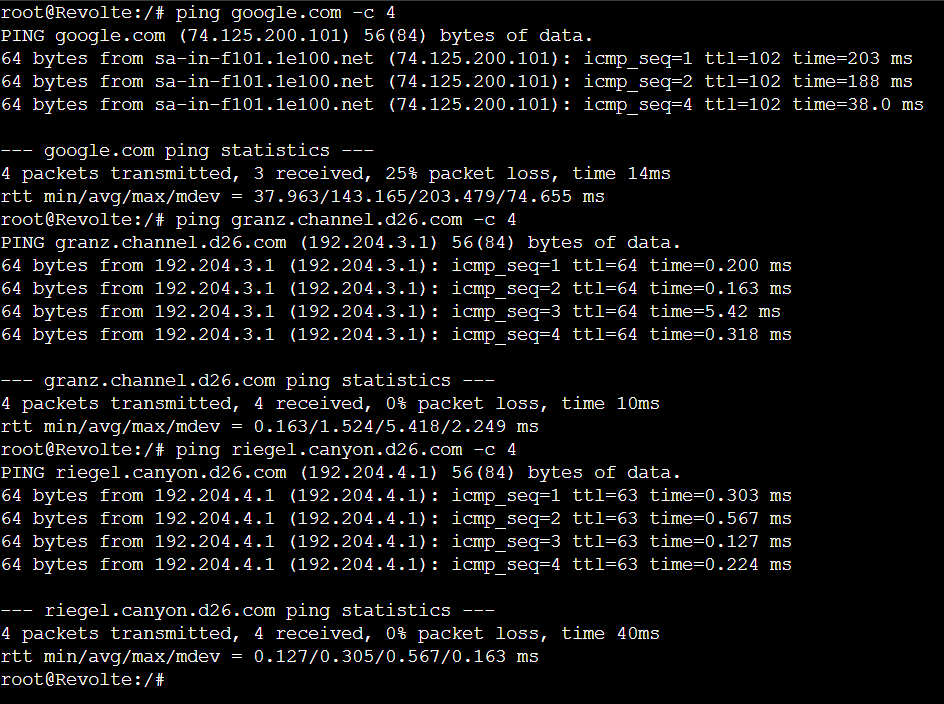 root@Revolte:/# ping google.com -c 4
PING google.com (74.125.200.101) 56(84) bytes of data.
64 bytes from sa-in-f101.1e100.net (74.125.200.101): icmp_seq=1 ttl=102 time=203 ms
64 bytes from sa-in-f101.1e100.net (74.125.200.101): icmp_seq=2 ttl=102 time=188 ms
64 bytes from sa-in-f101.1e100.net (74.125.200.101): icmp_seq=4 ttl=102 time=38.0 ms

--- google.com ping statistics ---
4 packets transmitted, 3 received, 25% packet loss, time 14ms
rtt min/avg/max/mdev = 37.963/143.165/203.479/74.655 ms
root@Revolte:/# ping granz.channel.d26.com -c 4
PING granz.channel.d26.com (192.204.3.1) 56(84) bytes of data.
64 bytes from 192.204.3.1 (192.204.3.1): icmp_seq=1 ttl=64 time=0.200 ms
64 bytes from 192.204.3.1 (192.204.3.1): icmp_seq=2 ttl=64 time=0.163 ms
64 bytes from 192.204.3.1 (192.204.3.1): icmp_seq=3 ttl=64 time=5.42 ms
64 bytes from 192.204.3.1 (192.204.3.1): icmp_seq=4 ttl=64 time=0.318 ms

--- granz.channel.d26.com ping statistics ---
4 packets transmitted, 4 received, 0% packet loss, time 10ms
rtt min/avg/max/mdev = 0.163/1.524/5.418/2.249 ms
root@Revolte:/# ping riegel.canyon.d26.com -c 4
PING riegel.canyon.d26.com (192.204.4.1) 56(84) bytes of data.
64 bytes from 192.204.4.1 (192.204.4.1): icmp_seq=1 ttl=63 time=0.303 ms
64 bytes from 192.204.4.1 (192.204.4.1): icmp_seq=2 ttl=63 time=0.567 ms
64 bytes from 192.204.4.1 (192.204.4.1): icmp_seq=3 ttl=63 time=0.127 ms
64 bytes from 192.204.4.1 (192.204.4.1): icmp_seq=4 ttl=63 time=0.224 ms

--- riegel.canyon.d26.com ping statistics ---
4 packets transmitted, 4 received, 0% packet loss, time 40ms
rtt min/avg/max/mdev = 0.127/0.305/0.567/0.163 ms
root@Revolte:/#